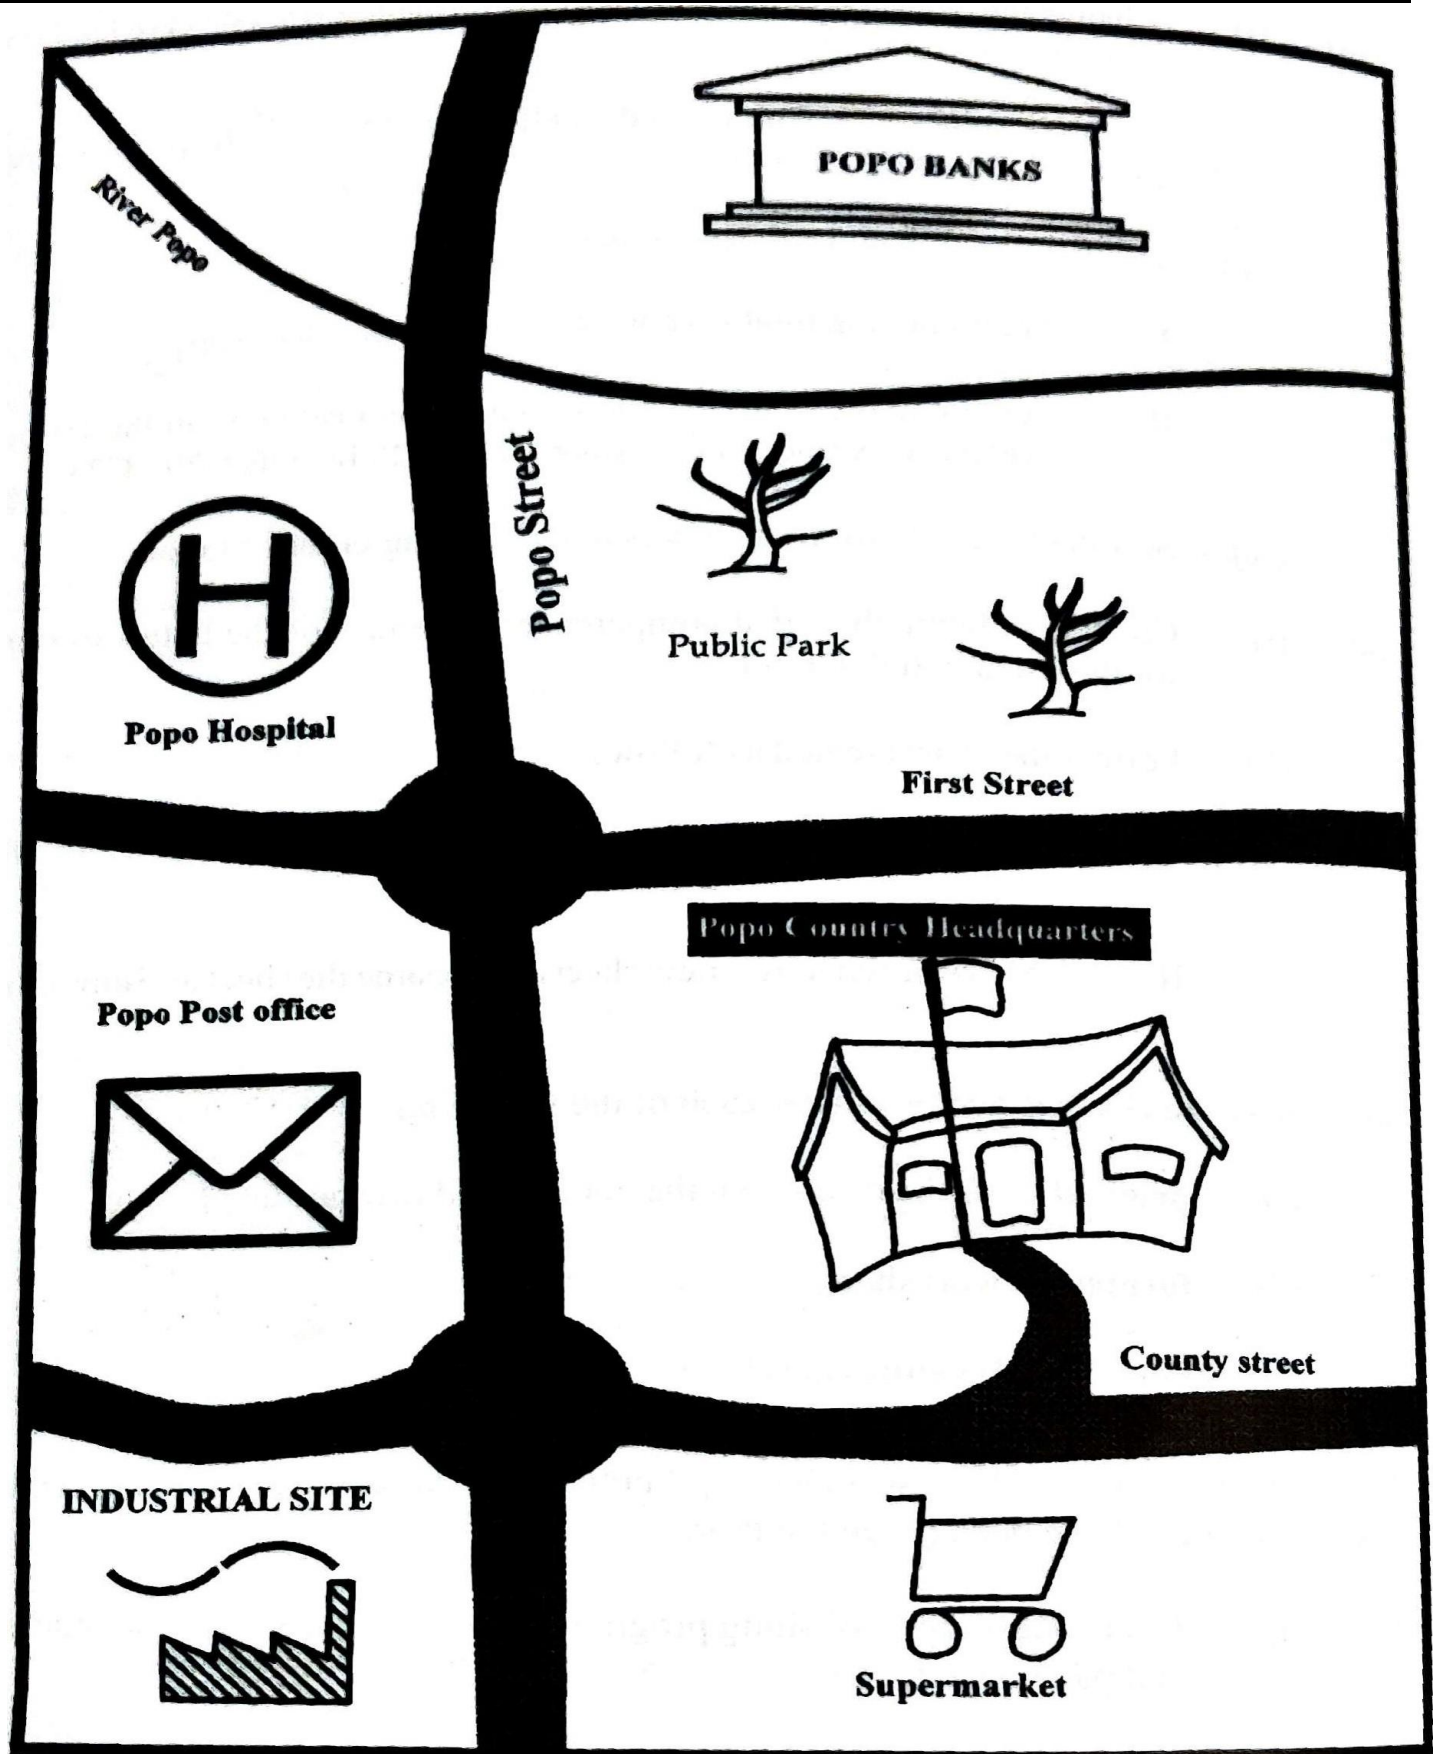 POPO BANKS
River Popo
Popo Street
H
Public Park
Popo Hospital
First Street
Popo Country Headquarters
Popo Post office
County street
INDUSTRIAL SITE
Supermarket